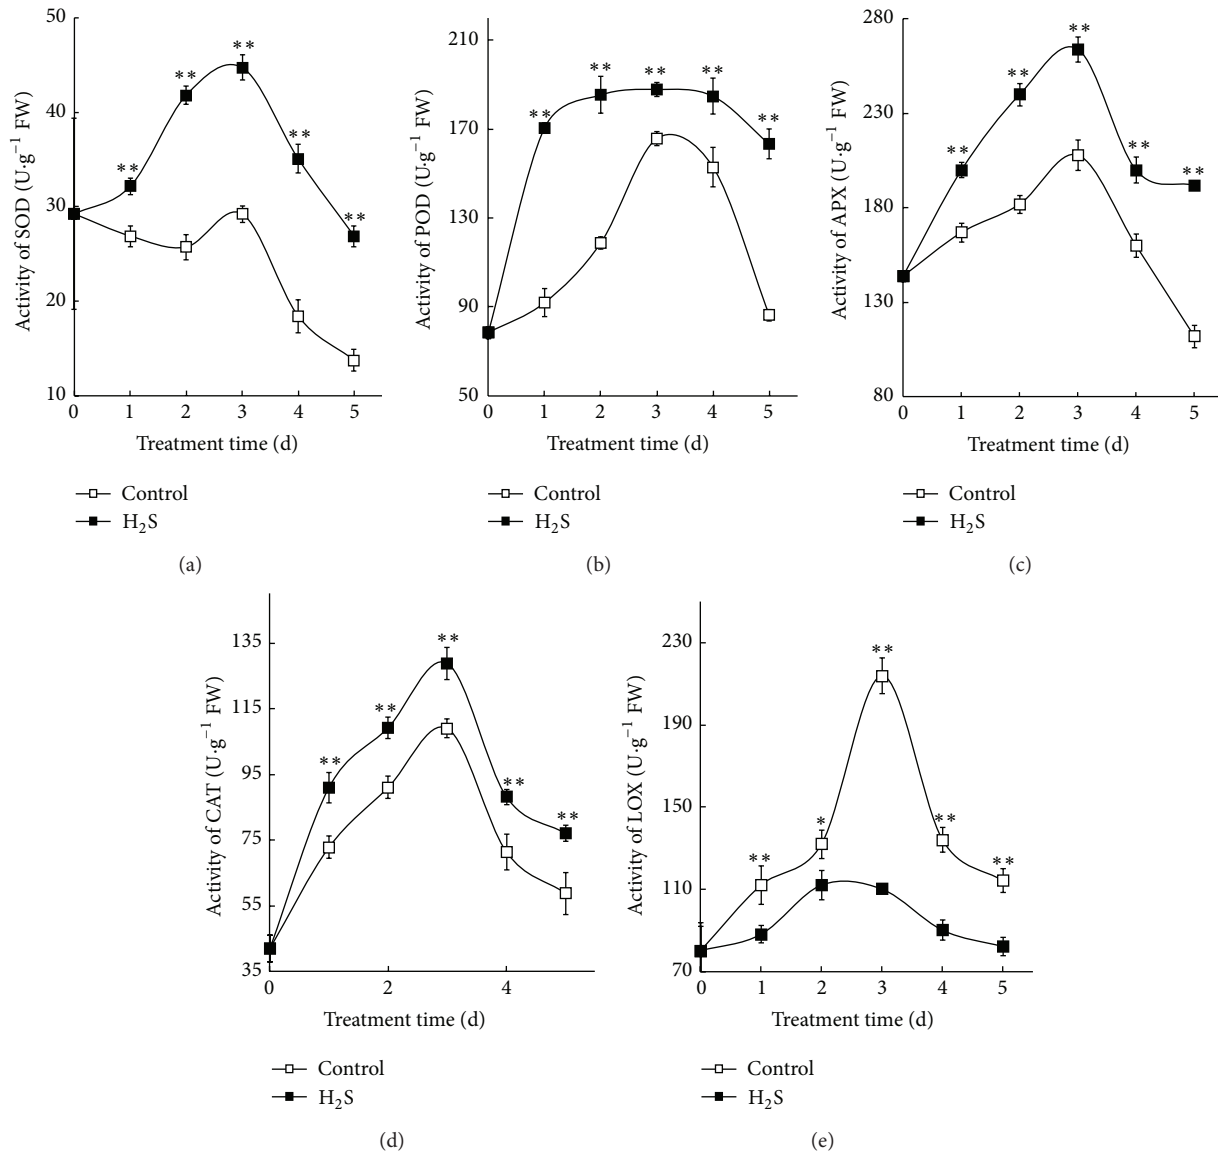 50
40
30
20
10
0 1 2 3 4 5
Activity of SOD (U·g⁻¹ FW)
Treatment time (d)
** ** ** ** **
Control
H₂S
(a)
210
170
130
90
50
0 1 2 3 4 5
Activity of POD (U·g⁻¹ FW)
Treatment time (d)
** ** ** ** **
Control
H₂S
(b)
280
230
180
130
80
0 1 2 3 4 5
Activity of APX (U·g⁻¹ FW)
Treatment time (d)
** ** ** ** **
Control
H₂S
(c)
135
115
95
75
55
35
0 2 4
Activity of CAT (U·g⁻¹ FW)
Treatment time (d)
** ** ** ** **
Control
H₂S
(d)
230
190
150
110
70
0 1 2 3 4 5
Activity of LOX (U·g⁻¹ FW)
Treatment time (d)
** * ** ** **
Control
H₂S
(e)